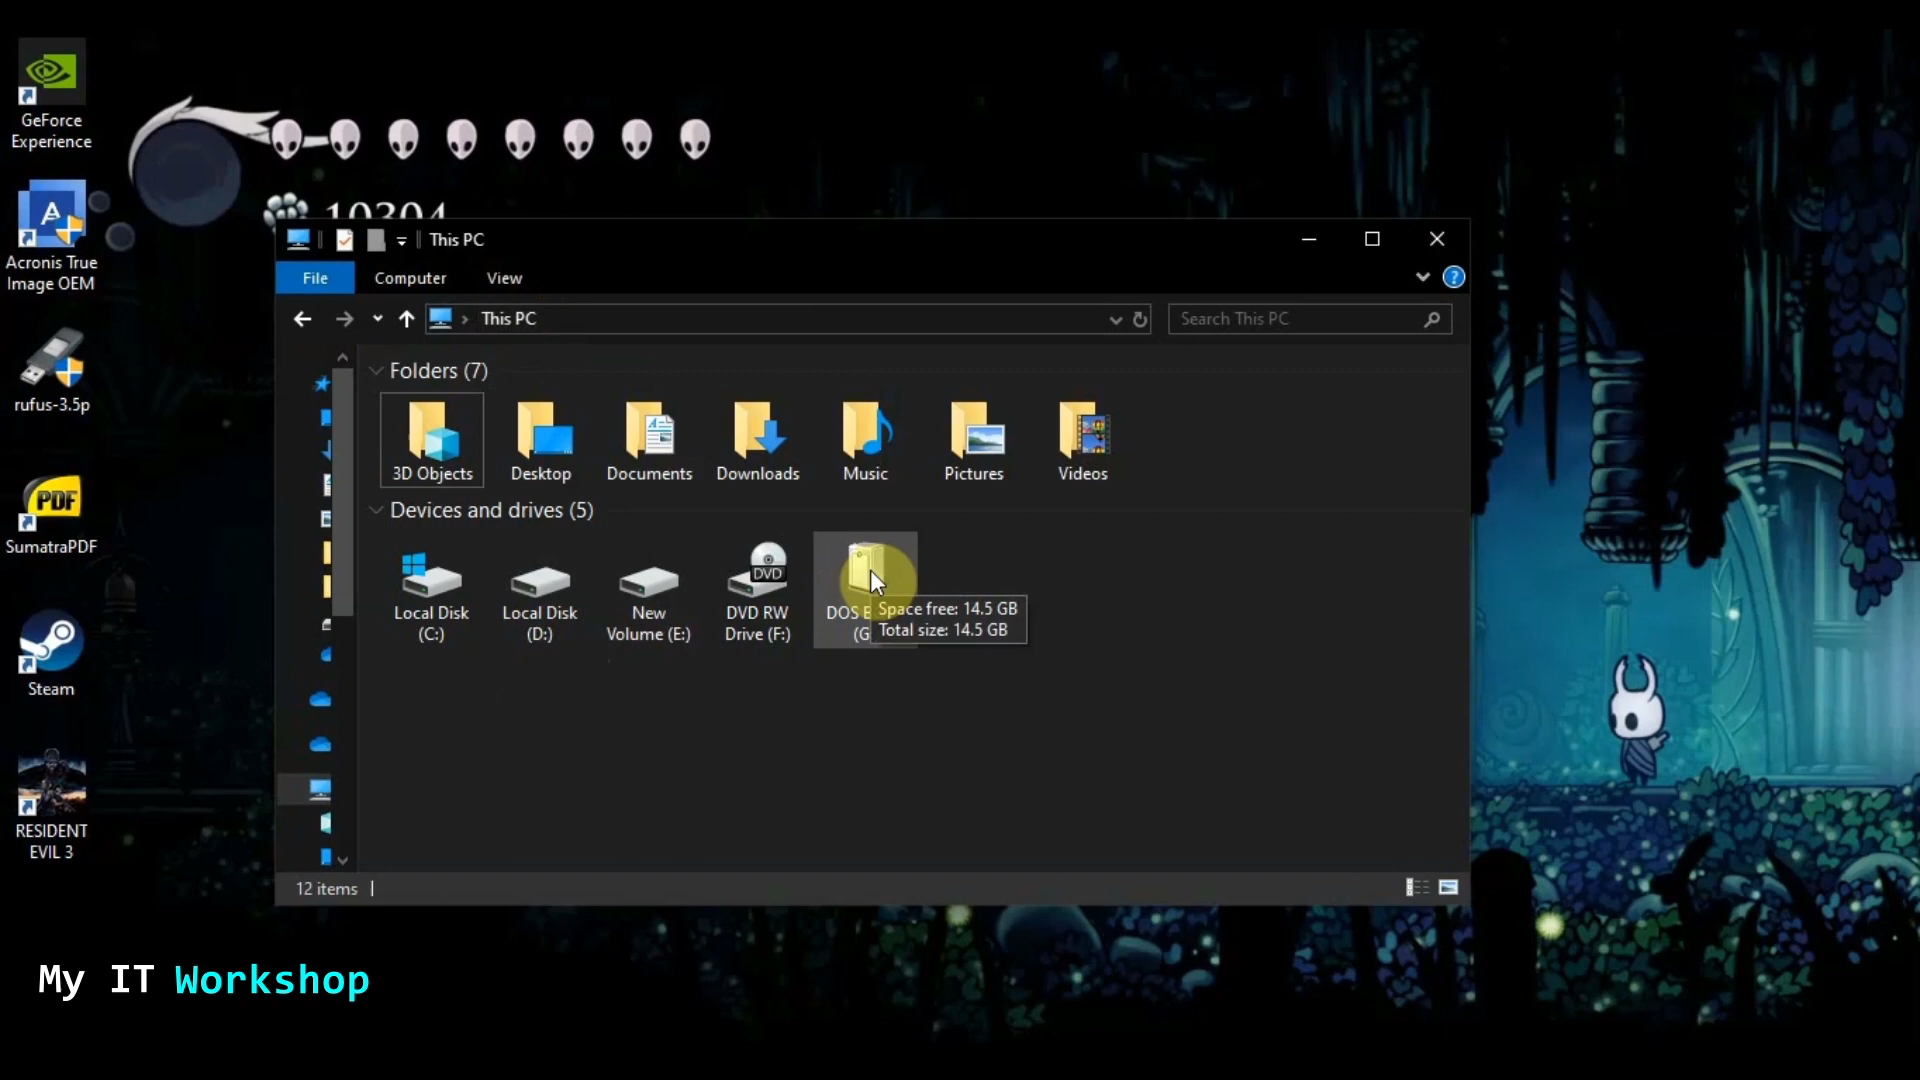 GeForce
Experience
Acronis True
Image OEM
rufus-3.5p
PDF
SumatraPDF
Steam
RESIDENT
EVIL 3
10304
This PC
File
Computer
View
This PC
Search This PC
Folders (7)
3D Objects
Desktop
Documents
Downloads
Music
Pictures
Videos
Devices and drives (5)
Local Disk
(C:)
Local Disk
(D:)
New
Volume (E:)
DVD
DVD RW
Drive (F:)
DOS
(G
Space free: 14.5 GB
Total size: 14.5 GB
12 items
My IT Workshop